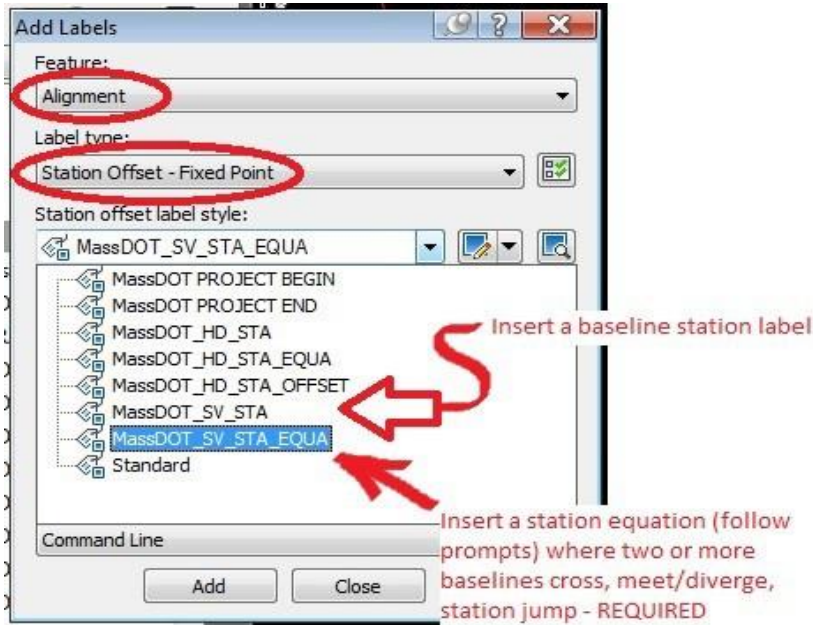 Add Labels
Feature:
Alignment
Label type:
Station Offset - Fixed Point
Station offset label style:
MassDOT_SV_STA_EQUA
MassDOT PROJECT BEGIN
MassDOT PROJECT END
MassDOT_HD_STA
MassDOT_HD_STA_EQUA
MassDOT_HD_STA_OFFSET
MassDOT_SV_STA
MassDOT_SV_STA_EQUA
Standard
Insert a baseline station label
Insert a station equation (follow
prompts) where two or more
baselines cross, meet/diverge,
station jump - REQUIRED
Command Line
Add
Close